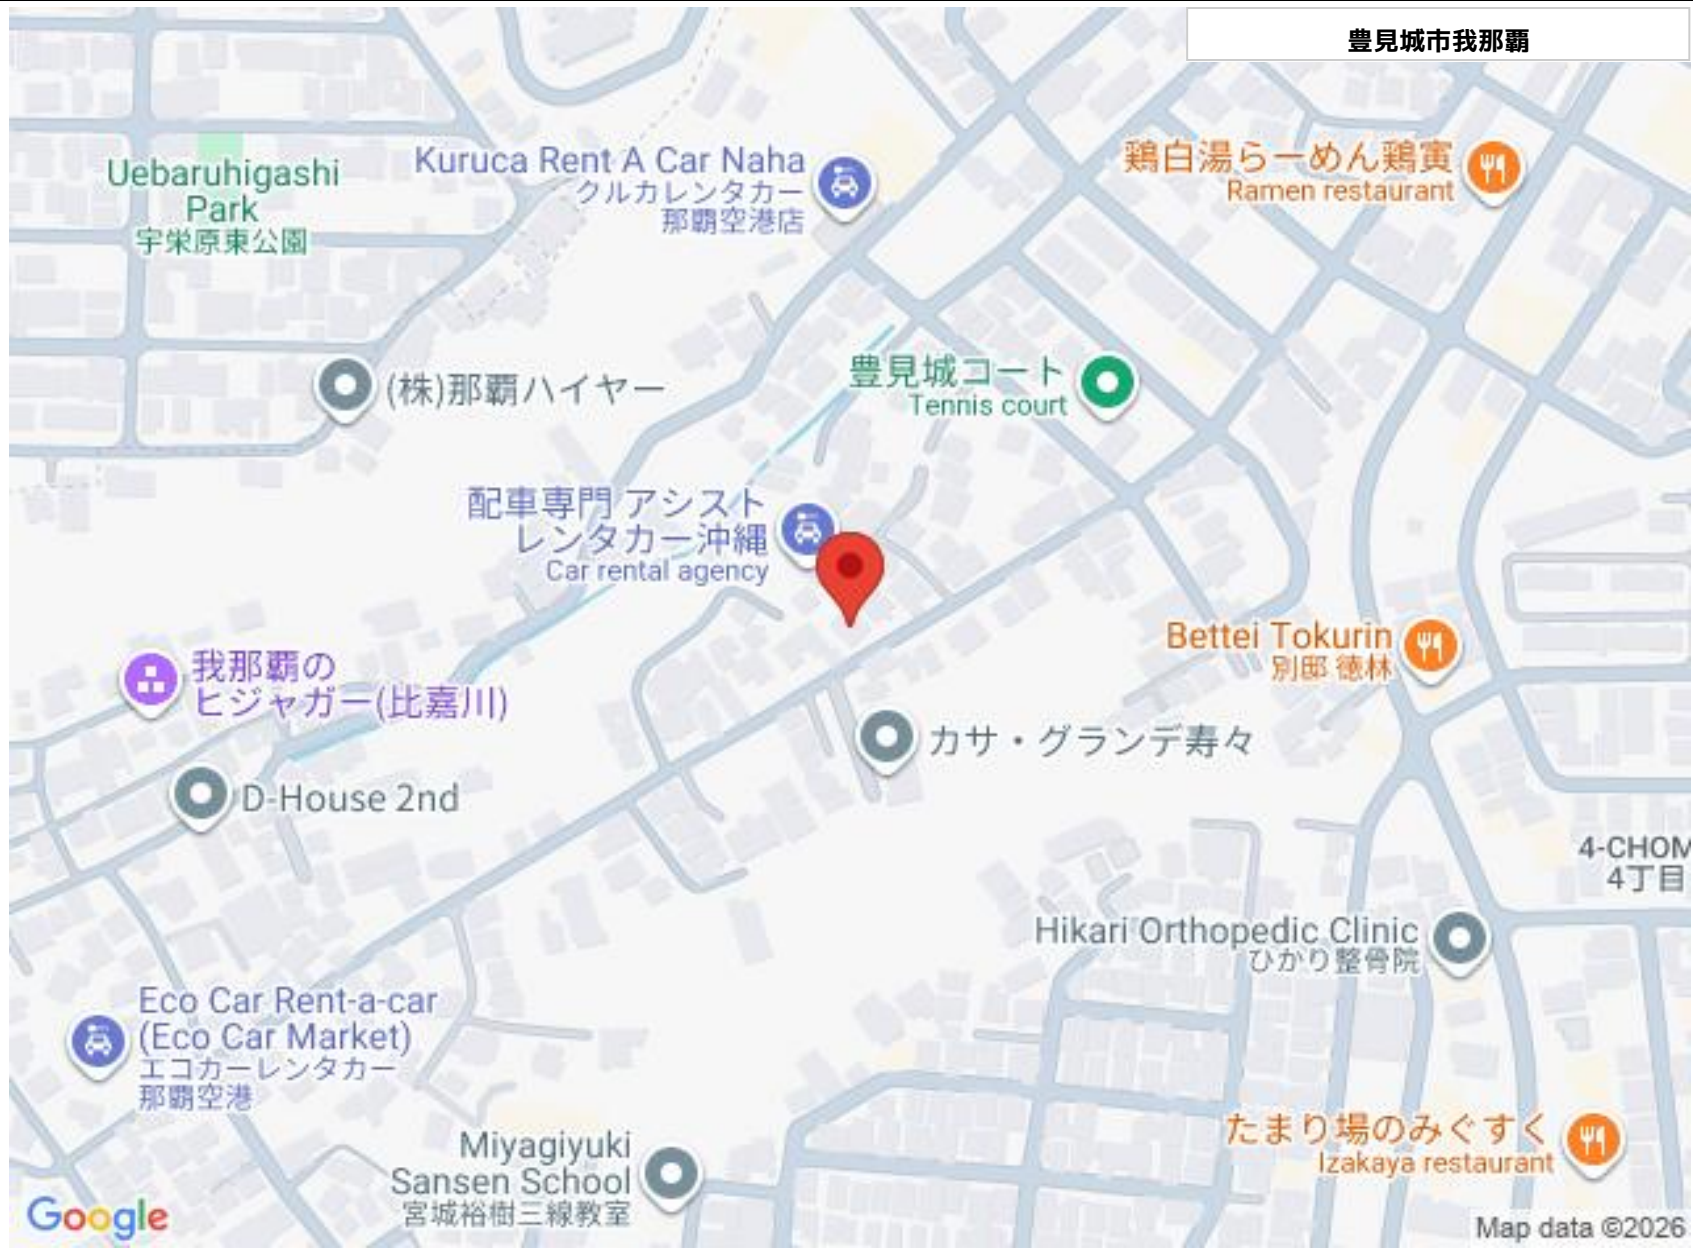 豊見城市我那覇
Uebaruhigashi
Park
宇栄原東公園
Kuruca Rent A Car Naha
クルカレンタカー
那覇空港店
鶏白湯らーめん鶏寅
Ramen restaurant
(株)那覇ハイヤー
豊見城コート
Tennis court
配車専門 アシスト
レンタカー沖縄
Car rental agency
我那覇の
ヒジャガー(比嘉川)
Bettei Tokurin
別邸 徳林
カサ・グランデ寿々
D-House 2nd
4-CHOM
4丁目
Hikari Orthopedic Clinic
ひかり整骨院
Eco Car Rent-a-car
(Eco Car Market)
エコカーレンタカー
那覇空港
Miyagiyuki
Sansen School
宮城裕樹三線教室
たまり場のみぐすく
Izakaya restaurant
Google
Map data ©2026